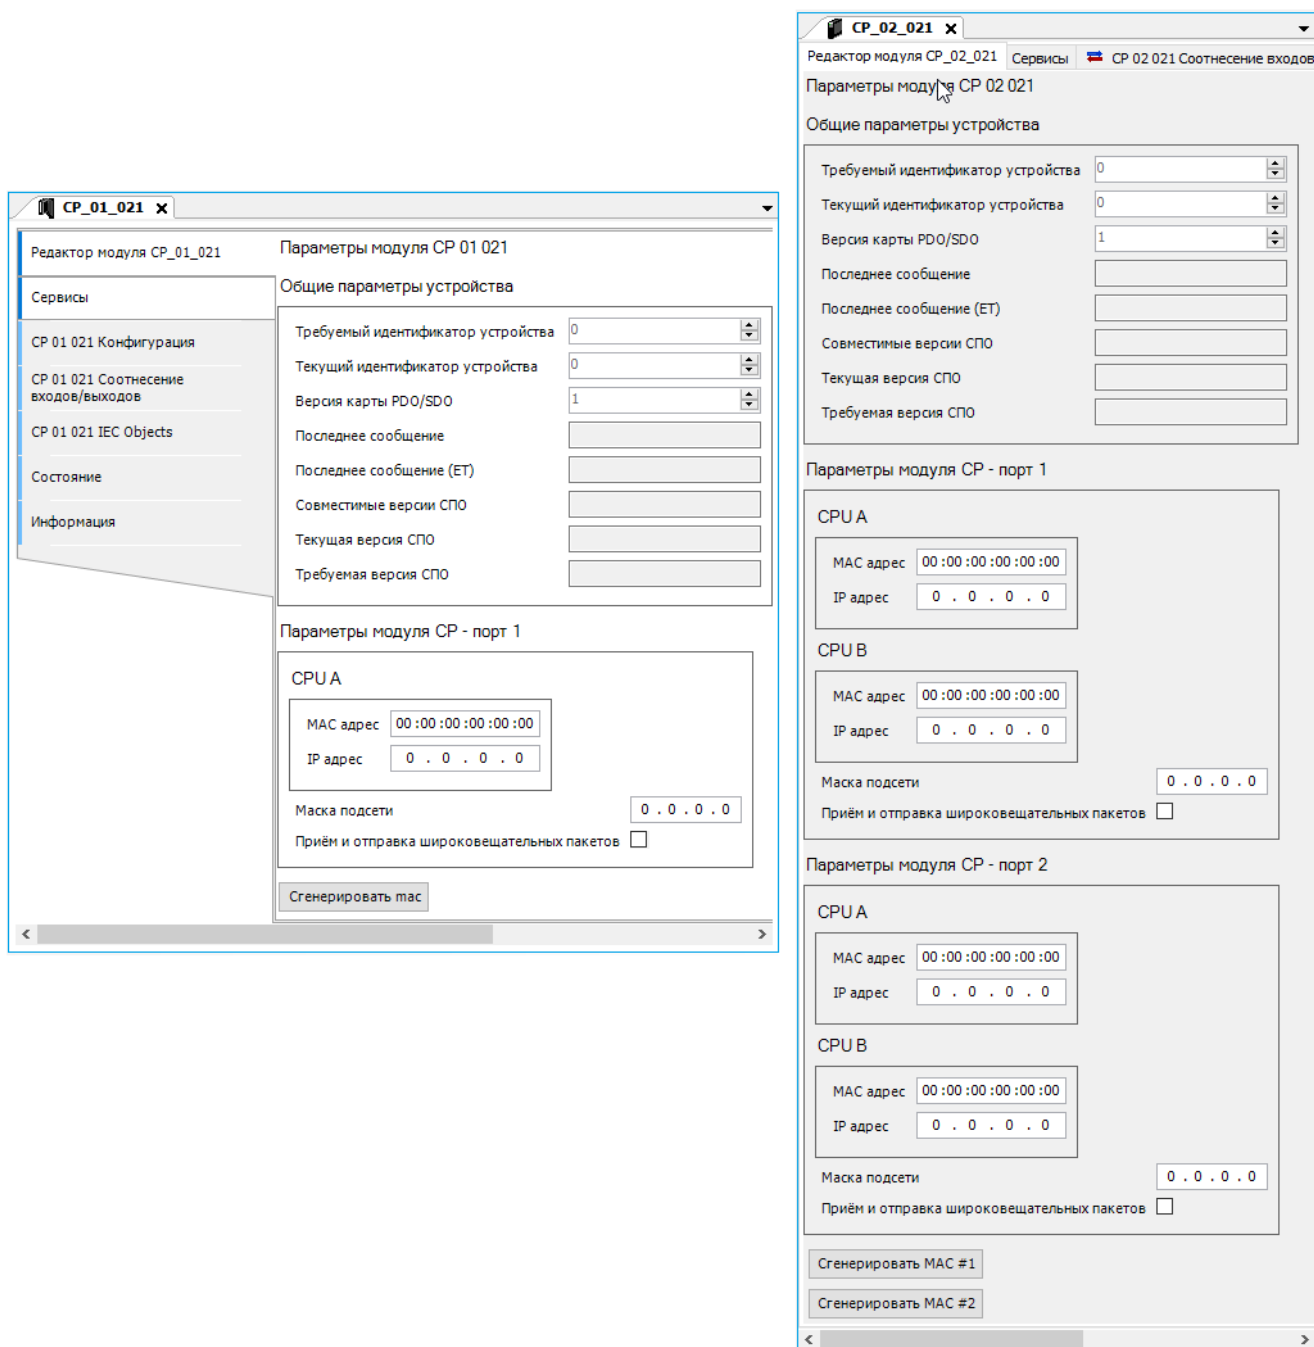 CP_01_021
Редактор модуля CP_01_021
Сервисы
CP 01 021 Конфигурация
CP 01 021 Соотнесение
входов/выходов
CP 01 021 IEC Objects
Состояние
Информация
Параметры модуля CP 01 021
Общие параметры устройства
Требуемый идентификатор устройства 0
Текущий идентификатор устройства 0
Версия карты PDO/SDO 1
Последнее сообщение
Последнее сообщение (ET)
Совместимые версии СПО
Текущая версия СПО
Требуемая версия СПО
Параметры модуля CP - порт 1
CPU A
MAC адрес 00:00:00:00:00:00
IP адрес 0 . 0 . 0 . 0
Маска подсети 0 . 0 . 0 . 0
Приём и отправка широковещательных пакетов
Сгенерировать mac
CP_02_021
Редактор модуля CP_02_021 Сервисы CP 02 021 Соотнесение входов
Параметры модуля CP 02 021
Общие параметры устройства
Требуемый идентификатор устройства 0
Текущий идентификатор устройства 0
Версия карты PDO/SDO 1
Последнее сообщение
Последнее сообщение (ET)
Совместимые версии СПО
Текущая версия СПО
Требуемая версия СПО
Параметры модуля CP - порт 1
CPU A
MAC адрес 00:00:00:00:00:00
IP адрес 0 . 0 . 0 . 0
CPU B
MAC адрес 00:00:00:00:00:00
IP адрес 0 . 0 . 0 . 0
Маска подсети 0 . 0 . 0 . 0
Приём и отправка широковещательных пакетов
Параметры модуля CP - порт 2
CPU A
MAC адрес 00:00:00:00:00:00
IP адрес 0 . 0 . 0 . 0
CPU B
MAC адрес 00:00:00:00:00:00
IP адрес 0 . 0 . 0 . 0
Маска подсети 0 . 0 . 0 . 0
Приём и отправка широковещательных пакетов
Сгенерировать MAC #1
Сгенерировать MAC #2